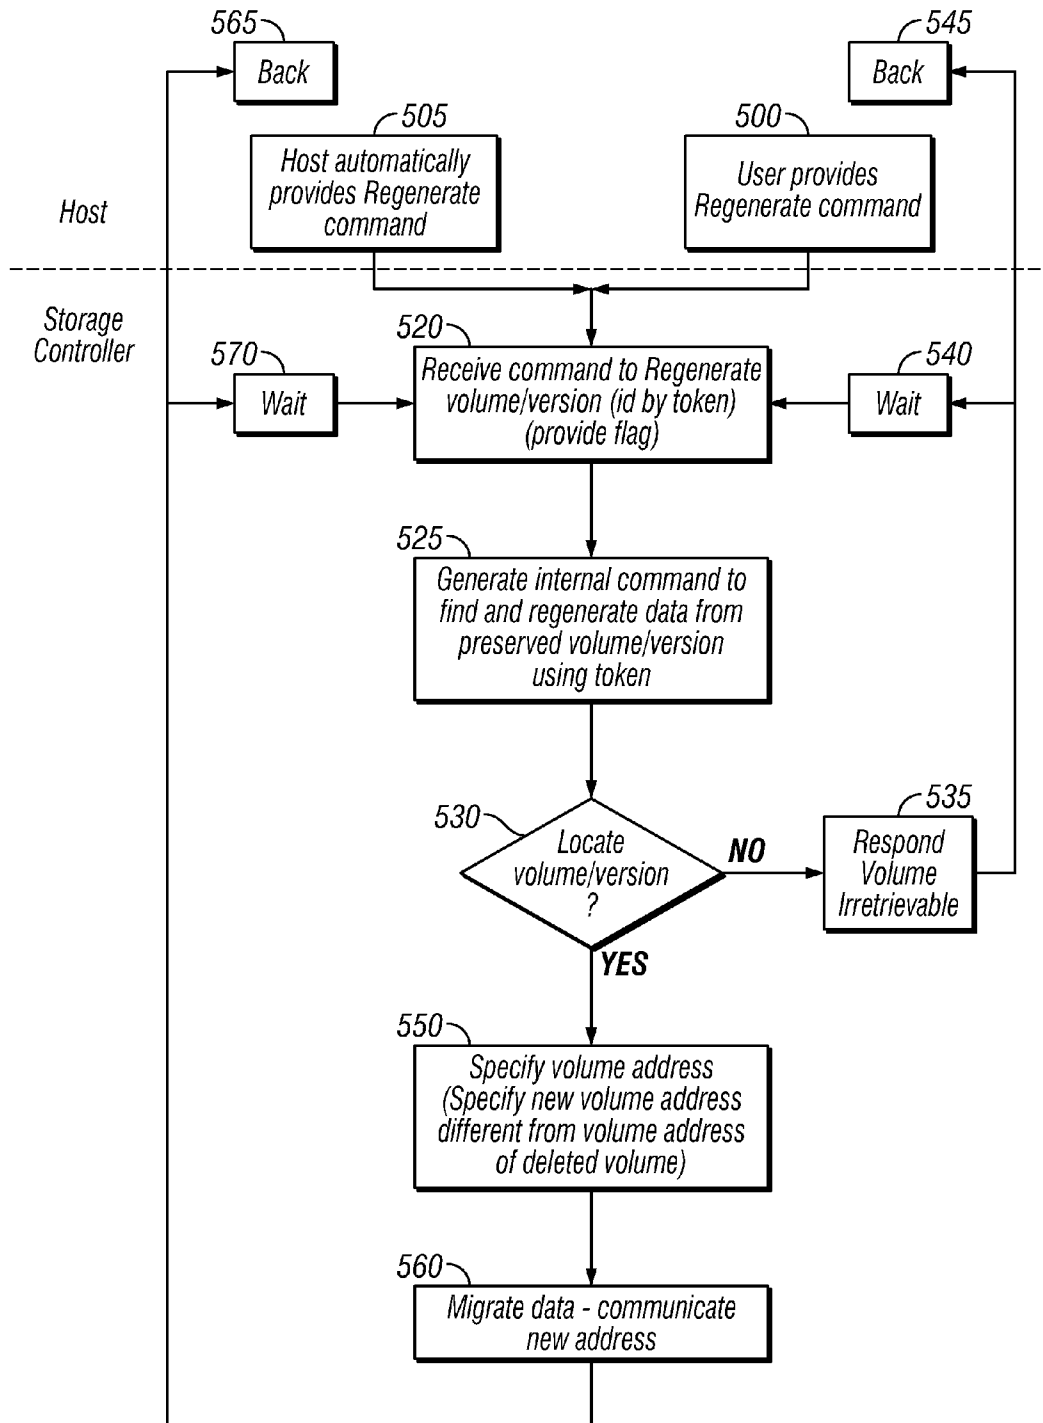 565
Back
545
Back
505
Host automatically
provides Regenerate
command
500
User provides
Regenerate command
Host
Storage
Controller
520
Receive command to Regenerate
volume/version (id by token)
(provide flag)
570
Wait
540
Wait
525
Generate internal command to
find and regenerate data from
preserved volume/version
using token
530
Locate
volume/version
?
NO
535
Respond
Volume
Irretrievable
YES
550
Specify volume address
(Specify new volume address
different from volume address
of deleted volume)
560
Migrate data - communicate
new address